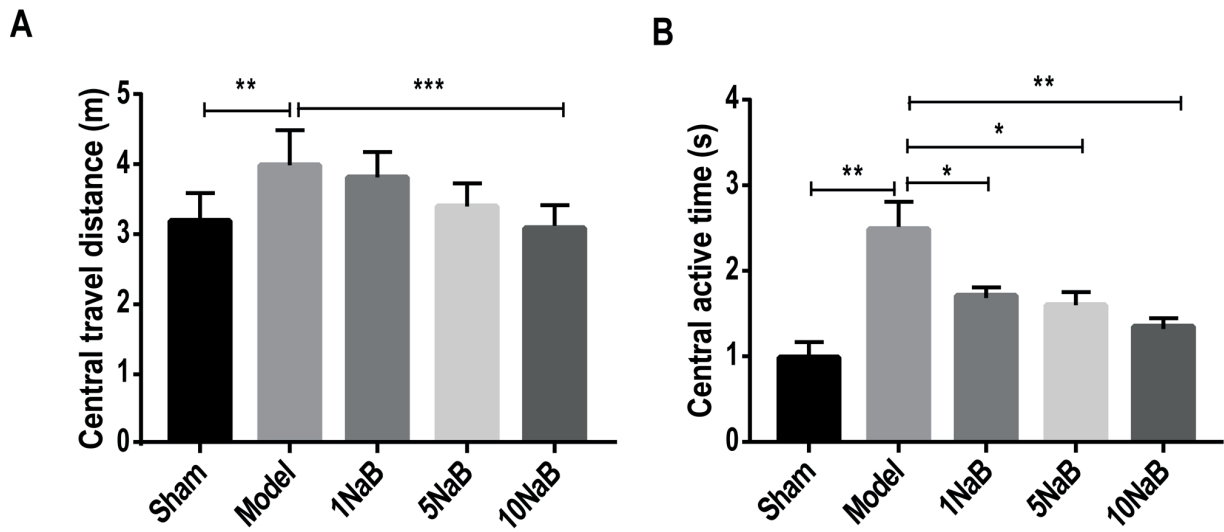 A
Central travel distance (m)
5
4
3
2
1
0
**
***
Sham
Model
1NaB
5NaB
10NaB
B
Central active time (s)
4
3
2
1
0
**
*
*
**
Sham
Model
1NaB
5NaB
10NaB